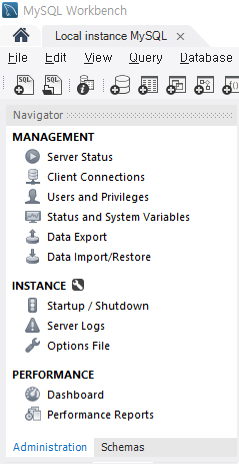 MySQL Workbench
Local instance MySQL ×
File Edit View Query Database
SQL SQL
Navigator
MANAGEMENT
Server Status
Client Connections
Users and Privileges
Status and System Variables
Data Export
Data Import/Restore
INSTANCE
Startup / Shutdown
Server Logs
Options File
PERFORMANCE
Dashboard
Performance Reports
Administration Schemas